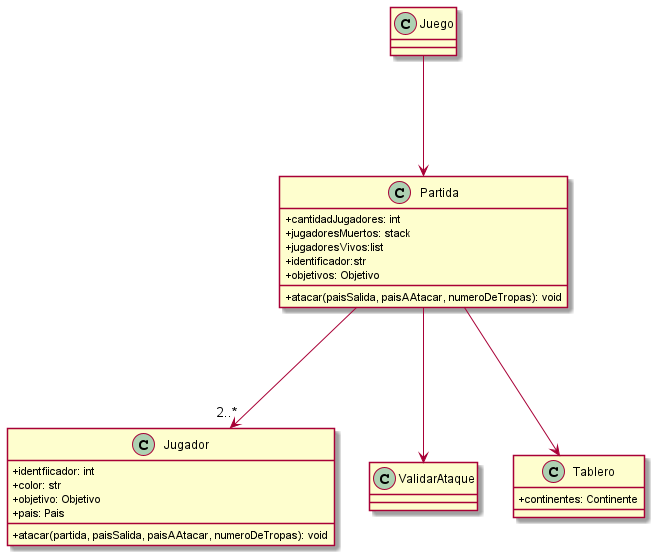 C Juego
C Partida
+cantidadJugadores: int
+jugadoresMuertos: stack
+jugadoresVivos:list
+identificador:str
+objetivos: Objetivo
+atacar(paisSalida, paisAAtacar, numeroDeTropas): void
2..*
C Jugador
+identfiicador: int
+color: str
+objetivo: Objetivo
+pais: Pais
+atacar(partida, paisSalida, paisAAtacar, numeroDeTropas): void
C ValidarAtaque
C Tablero
+continentes: Continente